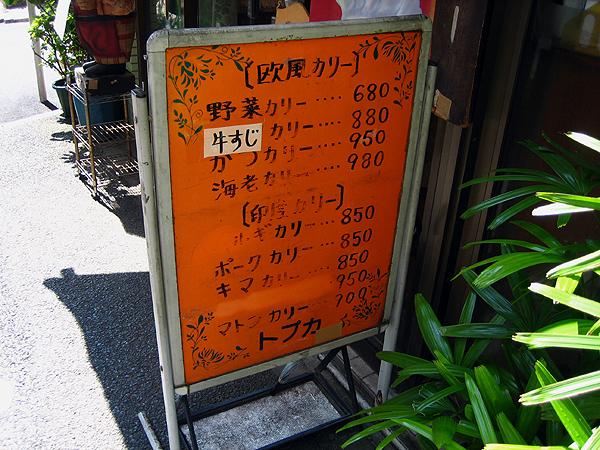 [欧風カリー]
野菜カリー‥‥680
牛すじカリー‥‥880
かつカリー‥‥950
海老カリー‥‥980
[印度カリー]
ルギカリー 850
ポークカリー‥‥850
キマカリー‥‥850
950
マトンカリー‥‥900
トプカ